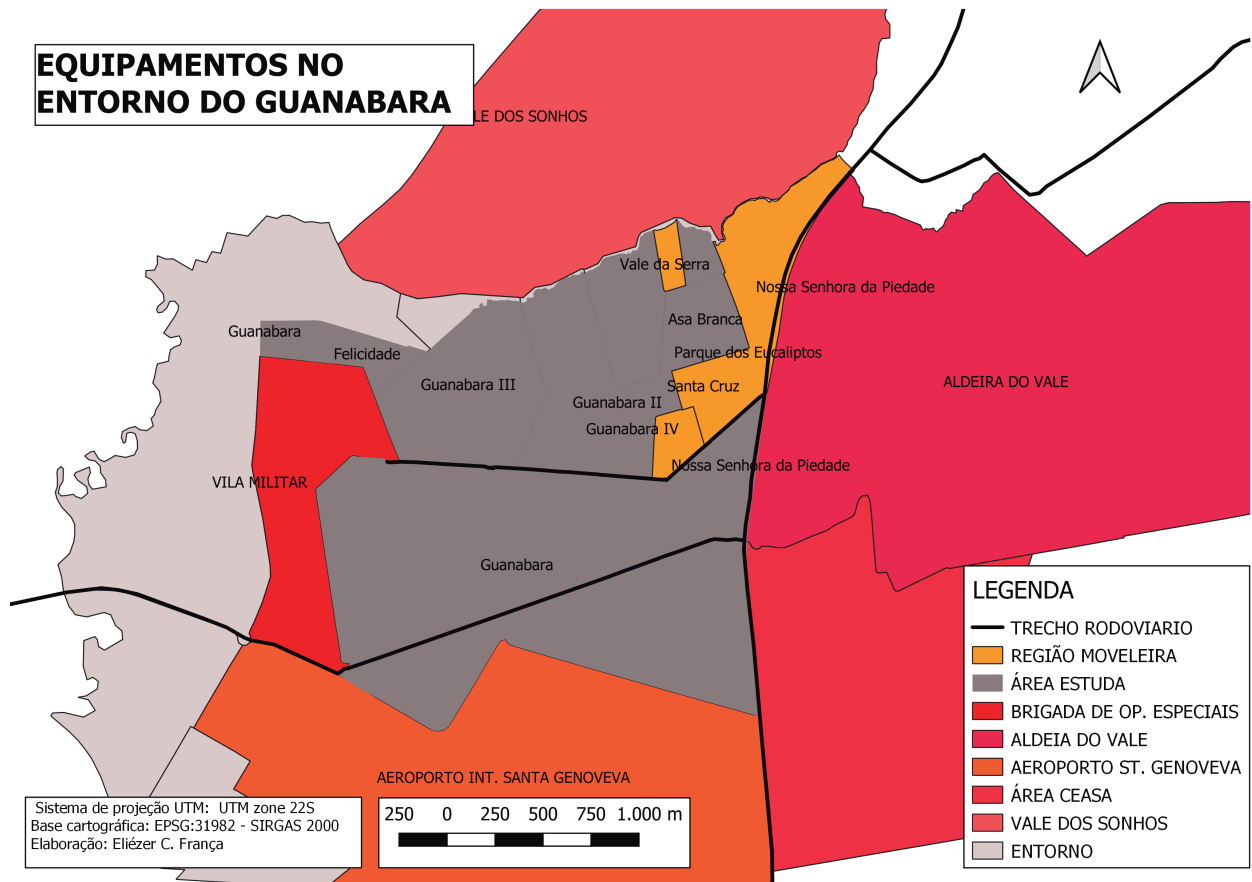 EQUIPAMENTOS NO
ENTORNO DO GUANABARA
LE DOS SONHOS
Vale da Serra
Nossa Senhora da Piedade
Asa Branca
Guanabara
Felicidade
Parque dos Eucaliptos
Guanabara III
Santa Cruz
ALDEIRA DO VALE
Guanabara II
Guanabara IV
Nossa Senhora da Piedade
VILA MILITAR
Guanabara
AEROPORTO INT. SANTA GENOVEVA
LEGENDA
TRECHO RODOVIARIO
REGIÃO MOVELEIRA
ÁREA ESTUDA
BRIGADA DE OP. ESPECIAIS
ALDEIA DO VALE
AEROPORTO ST. GENOVEVA
ÁREA CEASA
VALE DOS SONHOS
ENTORNO
Sistema de projeção UTM: UTM zone 22S
Base cartográfica: EPSG:31982 - SIRGAS 2000
Elaboração: Eliézer C. França
250 0 250 500 750 1.000 m